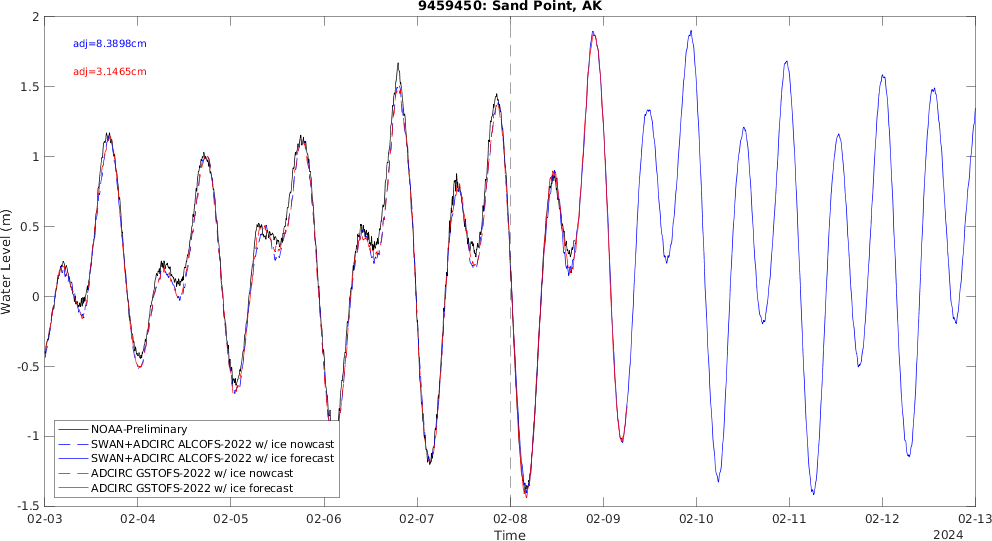 9459450: Sand Point, AK
adj=8.3898cm
adj=3.1465cm
Water Level (m)
2
1.5
1
0.5
0
-0.5
-1
-1.5
NOAA-Preliminary
SWAN+ADCIRC ALCOFS-2022 w/ ice nowcast
SWAN+ADCIRC ALCOFS-2022 w/ ice forecast
ADCIRC GSTOFS-2022 w/ ice nowcast
ADCIRC GSTOFS-2022 w/ ice forecast
02-03 02-04 02-05 02-06 02-07 02-08 02-09 02-10 02-11 02-12 02-13
Time
2024